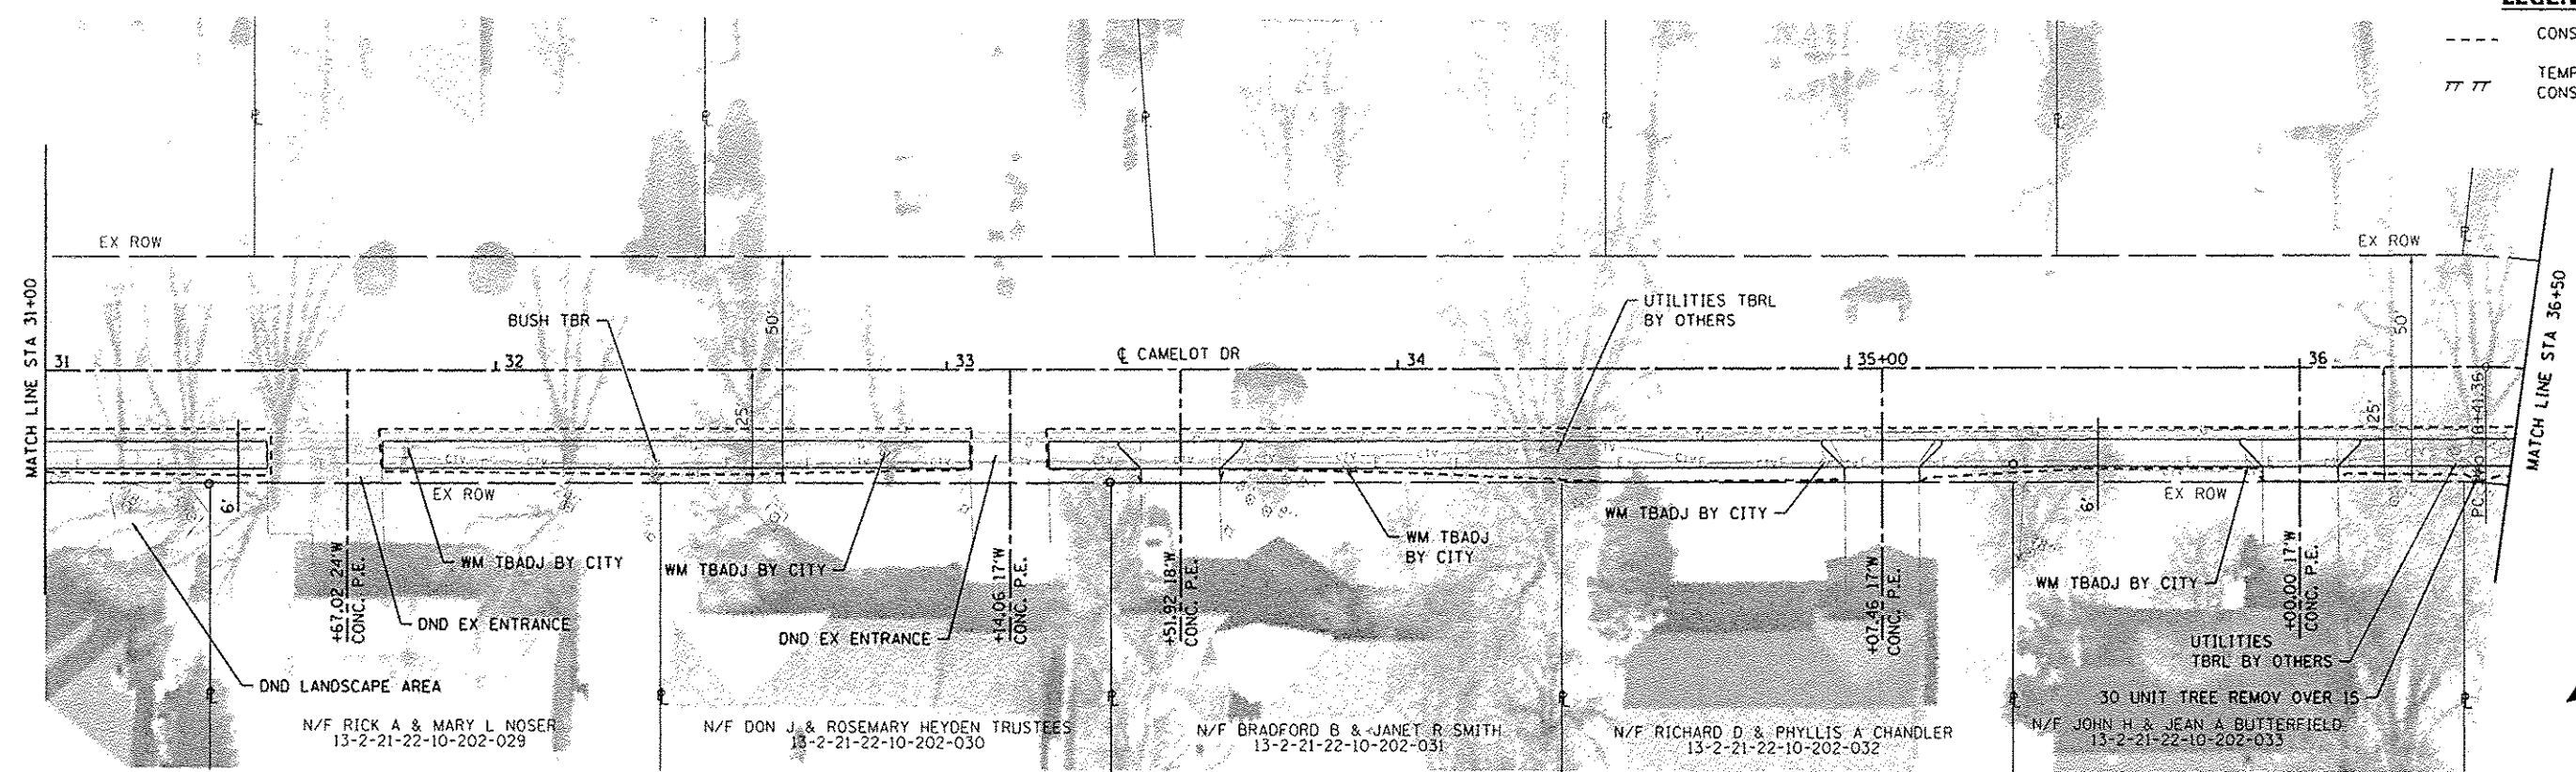 LEGEN
CONS
TEMP
CONS
EX ROW
EX ROW
MATCH LINE STA 31+00
MATCH LINE STA 36+50
BUSH TBR
50'
UTILITIES TBRL
BY OTHERS
50'
31
32
33
℄ CAMELOT DR
34
35+00
36
25'
25'
6'
EX ROW
6'
EX ROW
WM TBADJ BY CITY
WM TBADJ BY CITY
WM TBADJ
BY CITY
WM TBADJ BY CITY
WM TBADJ BY CITY
+67.02 24'W
CONC. P.E.
+14.06 17'W
CONC. P.E.
+51.92 18'W
CONC. P.E.
+07.46 17'W
CONC. P.E.
+00.00 17'W
CONC. P.E.
DND EX ENTRANCE
DND EX ENTRANCE
UTILITIES
TBRL BY OTHERS
DND LANDSCAPE AREA
30 UNIT TREE REMOV OVER 15
N/F RICK A & MARY L NOSER
13-2-21-22-10-202-029
N/F DON J & ROSEMARY HEYDEN TRUSTEES
13-2-21-22-10-202-030
N/F BRADFORD B & JANET R SMITH
13-2-21-22-10-202-031
N/F RICHARD D & PHYLLIS A CHANDLER
13-2-21-22-10-202-032
N/F JOHN H & JEAN A BUTTERFIELD
13-2-21-22-10-202-033